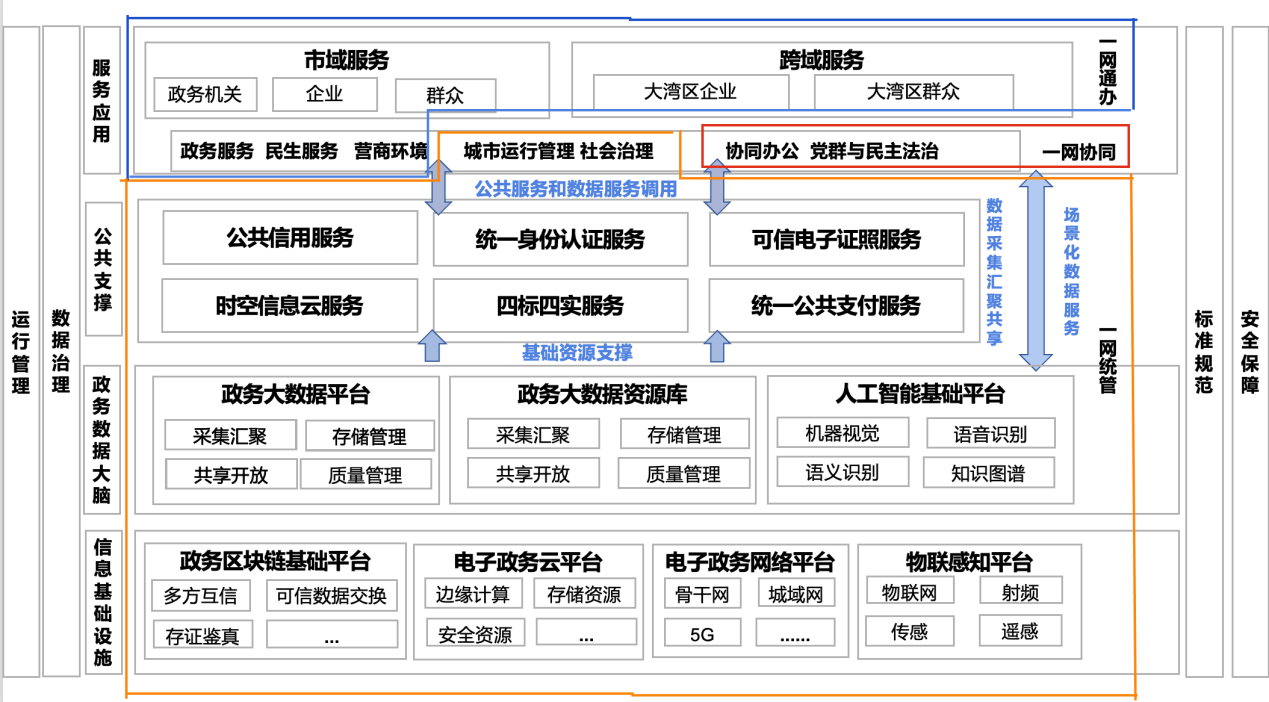 运行管理
数据治理
服务应用
市域服务
政务机关
企业
群众
跨域服务
大湾区企业
大湾区群众
一网通办
政务服务 民生服务 营商环境
城市运行管理 社会治理
协同办公 党群与民主法治
一网协同
公共服务和数据服务调用
公共支撑
公共信用服务
统一身份认证服务
可信电子证照服务
时空信息云服务
四标四实服务
统一公共支付服务
数据采集汇聚共享
场景化数据服务
基础资源支撑
一网统管
政务数据大脑
政务大数据平台
采集汇聚
存储管理
共享开放
质量管理
政务大数据资源库
采集汇聚
存储管理
共享开放
质量管理
人工智能基础平台
机器视觉
语音识别
语义识别
知识图谱
信息基础设施
政务区块链基础平台
多方互信
可信数据交换
存证鉴真
...
电子政务云平台
边缘计算
存储资源
安全资源
...
电子政务网络平台
骨干网
城域网
5G
......
物联感知平台
物联网
射频
传感
遥感
标准规范
安全保障